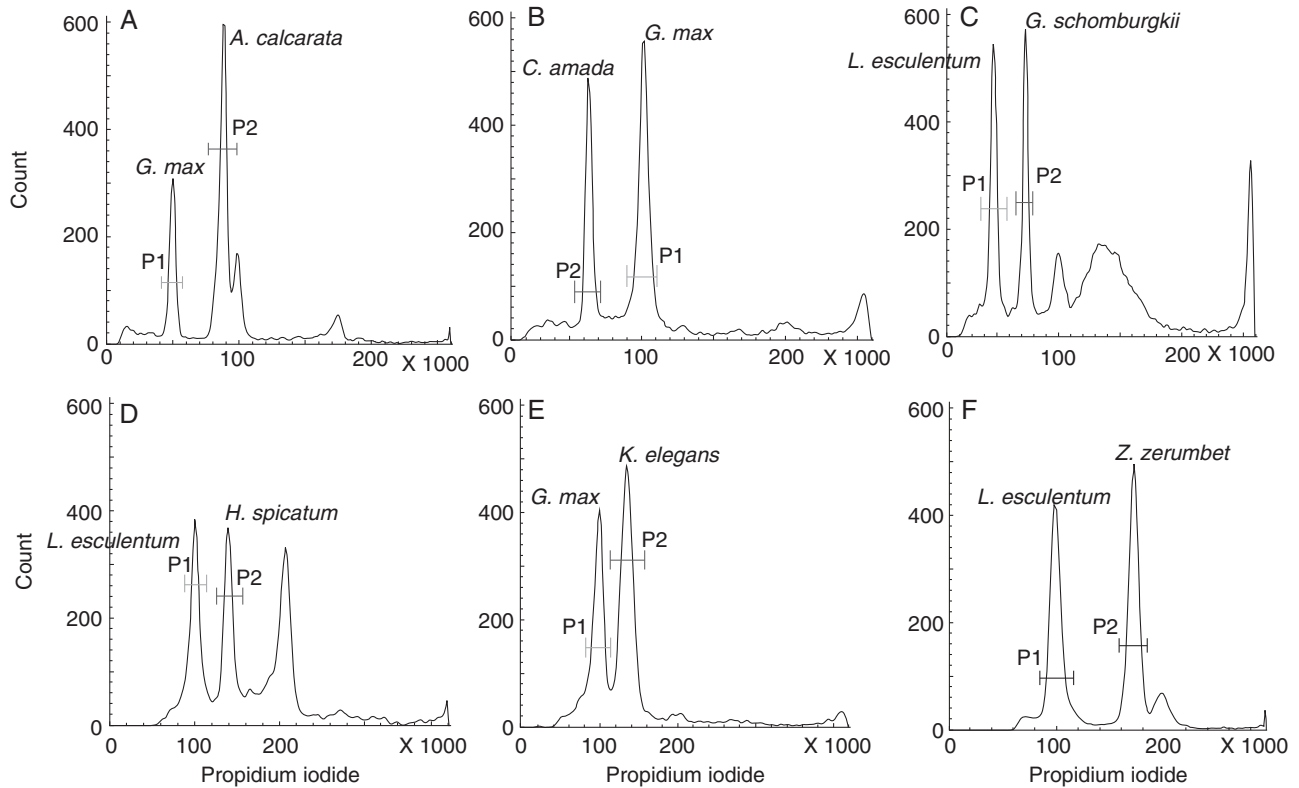 A
600
A. calcarata
400
P2
G. max
P1
200
0
0
100
200
X 1000
Count
B
600
G. max
C. amada
400
200
P2
P1
0
0
100
200
X 1000
C
600
G. schomburgkii
L. esculentum
400
P1
P2
200
0
0
100
200
X 1000
D
600
400
H. spicatum
L. esculentum
P1
P2
200
0
0
100
200
X 1000
Count
Propidium iodide
E
600
K. elegans
G. max
400
P2
P1
200
0
0
100
200
X 1000
Propidium iodide
F
600
Z. zerumbet
L. esculentum
400
P2
200
P1
0
0
100
200
X 1000
Propidium iodide